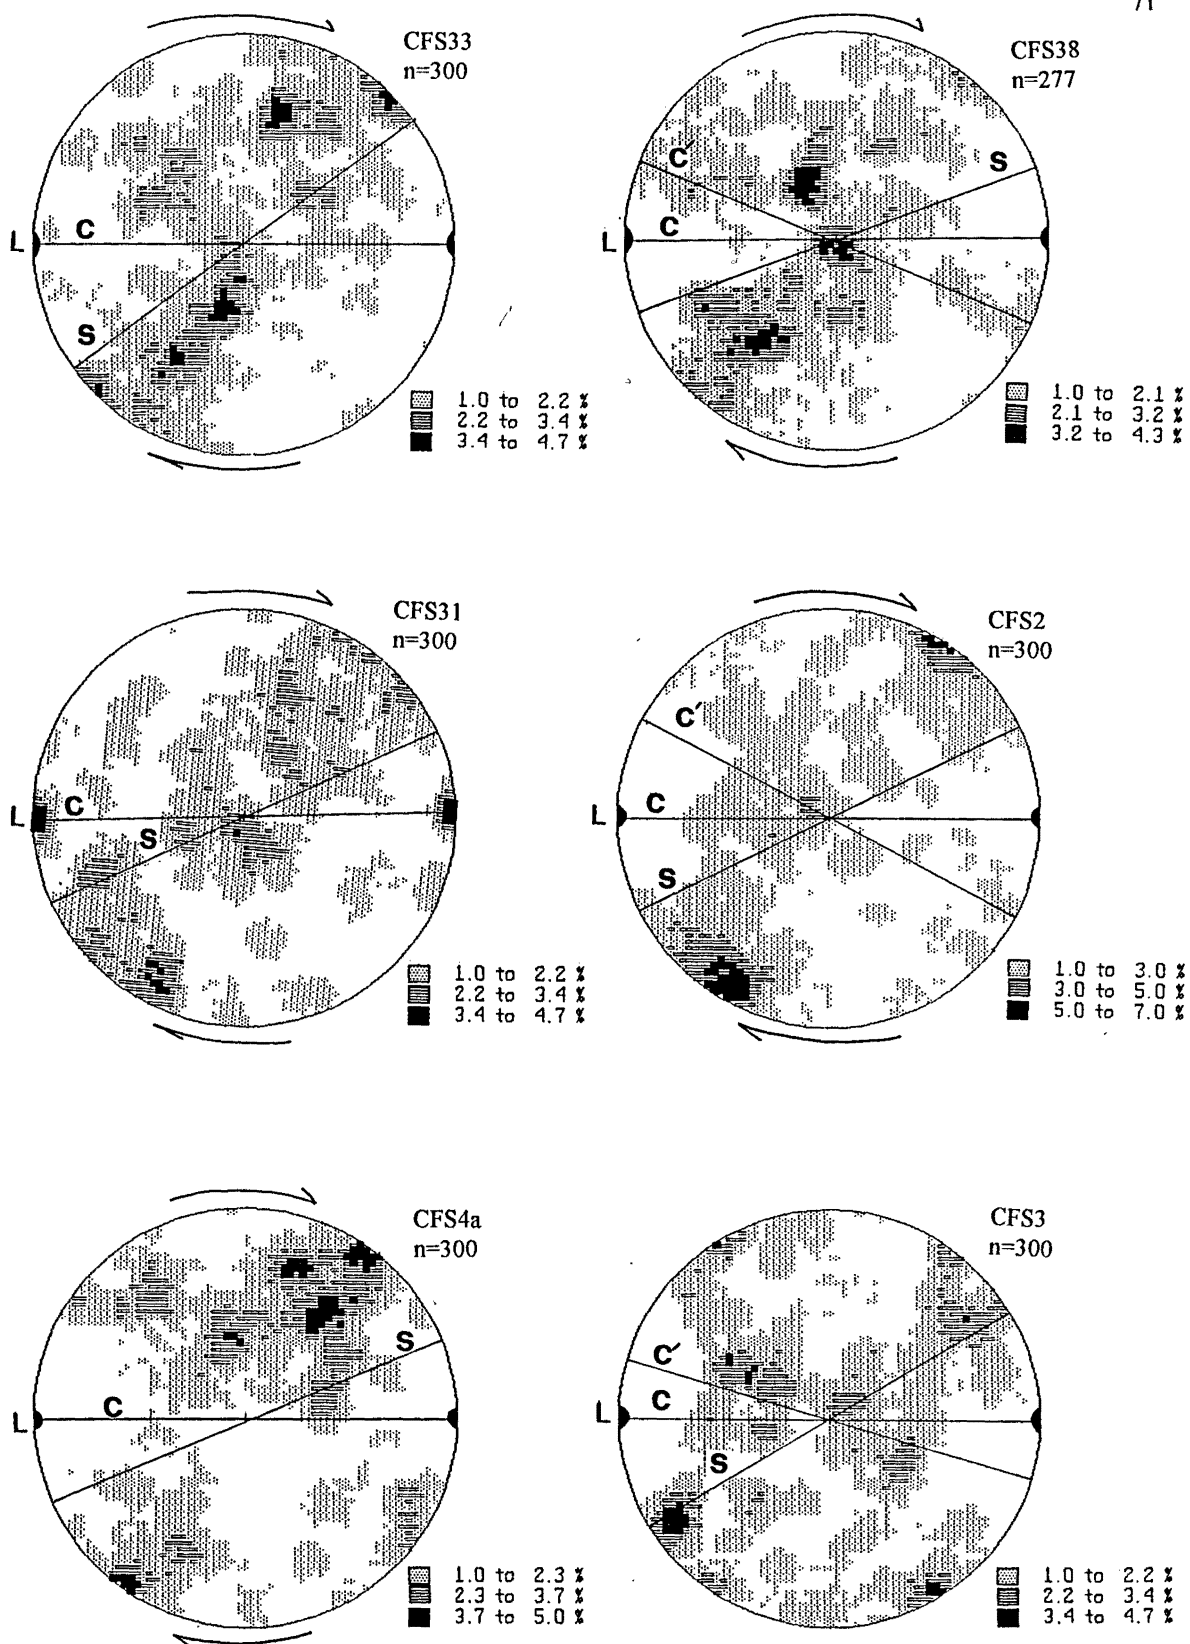 71
CFS33
n=300
C
L
S
1.0 to 2.2 %
2.2 to 3.4 %
3.4 to 4.7 %
CFS38
n=277
C′
S
C
L
1.0 to 2.1 %
2.1 to 3.2 %
3.2 to 4.3 %
CFS31
n=300
C
L
S
1.0 to 2.2 %
2.2 to 3.4 %
3.4 to 4.7 %
CFS2
n=300
C′
C
L
S
1.0 to 3.0 %
3.0 to 5.0 %
5.0 to 7.0 %
CFS4a
n=300
S
C
L
1.0 to 2.3 %
2.3 to 3.7 %
3.7 to 5.0 %
CFS3
n=300
C′
C
L
S
1.0 to 2.2 %
2.2 to 3.4 %
3.4 to 4.7 %